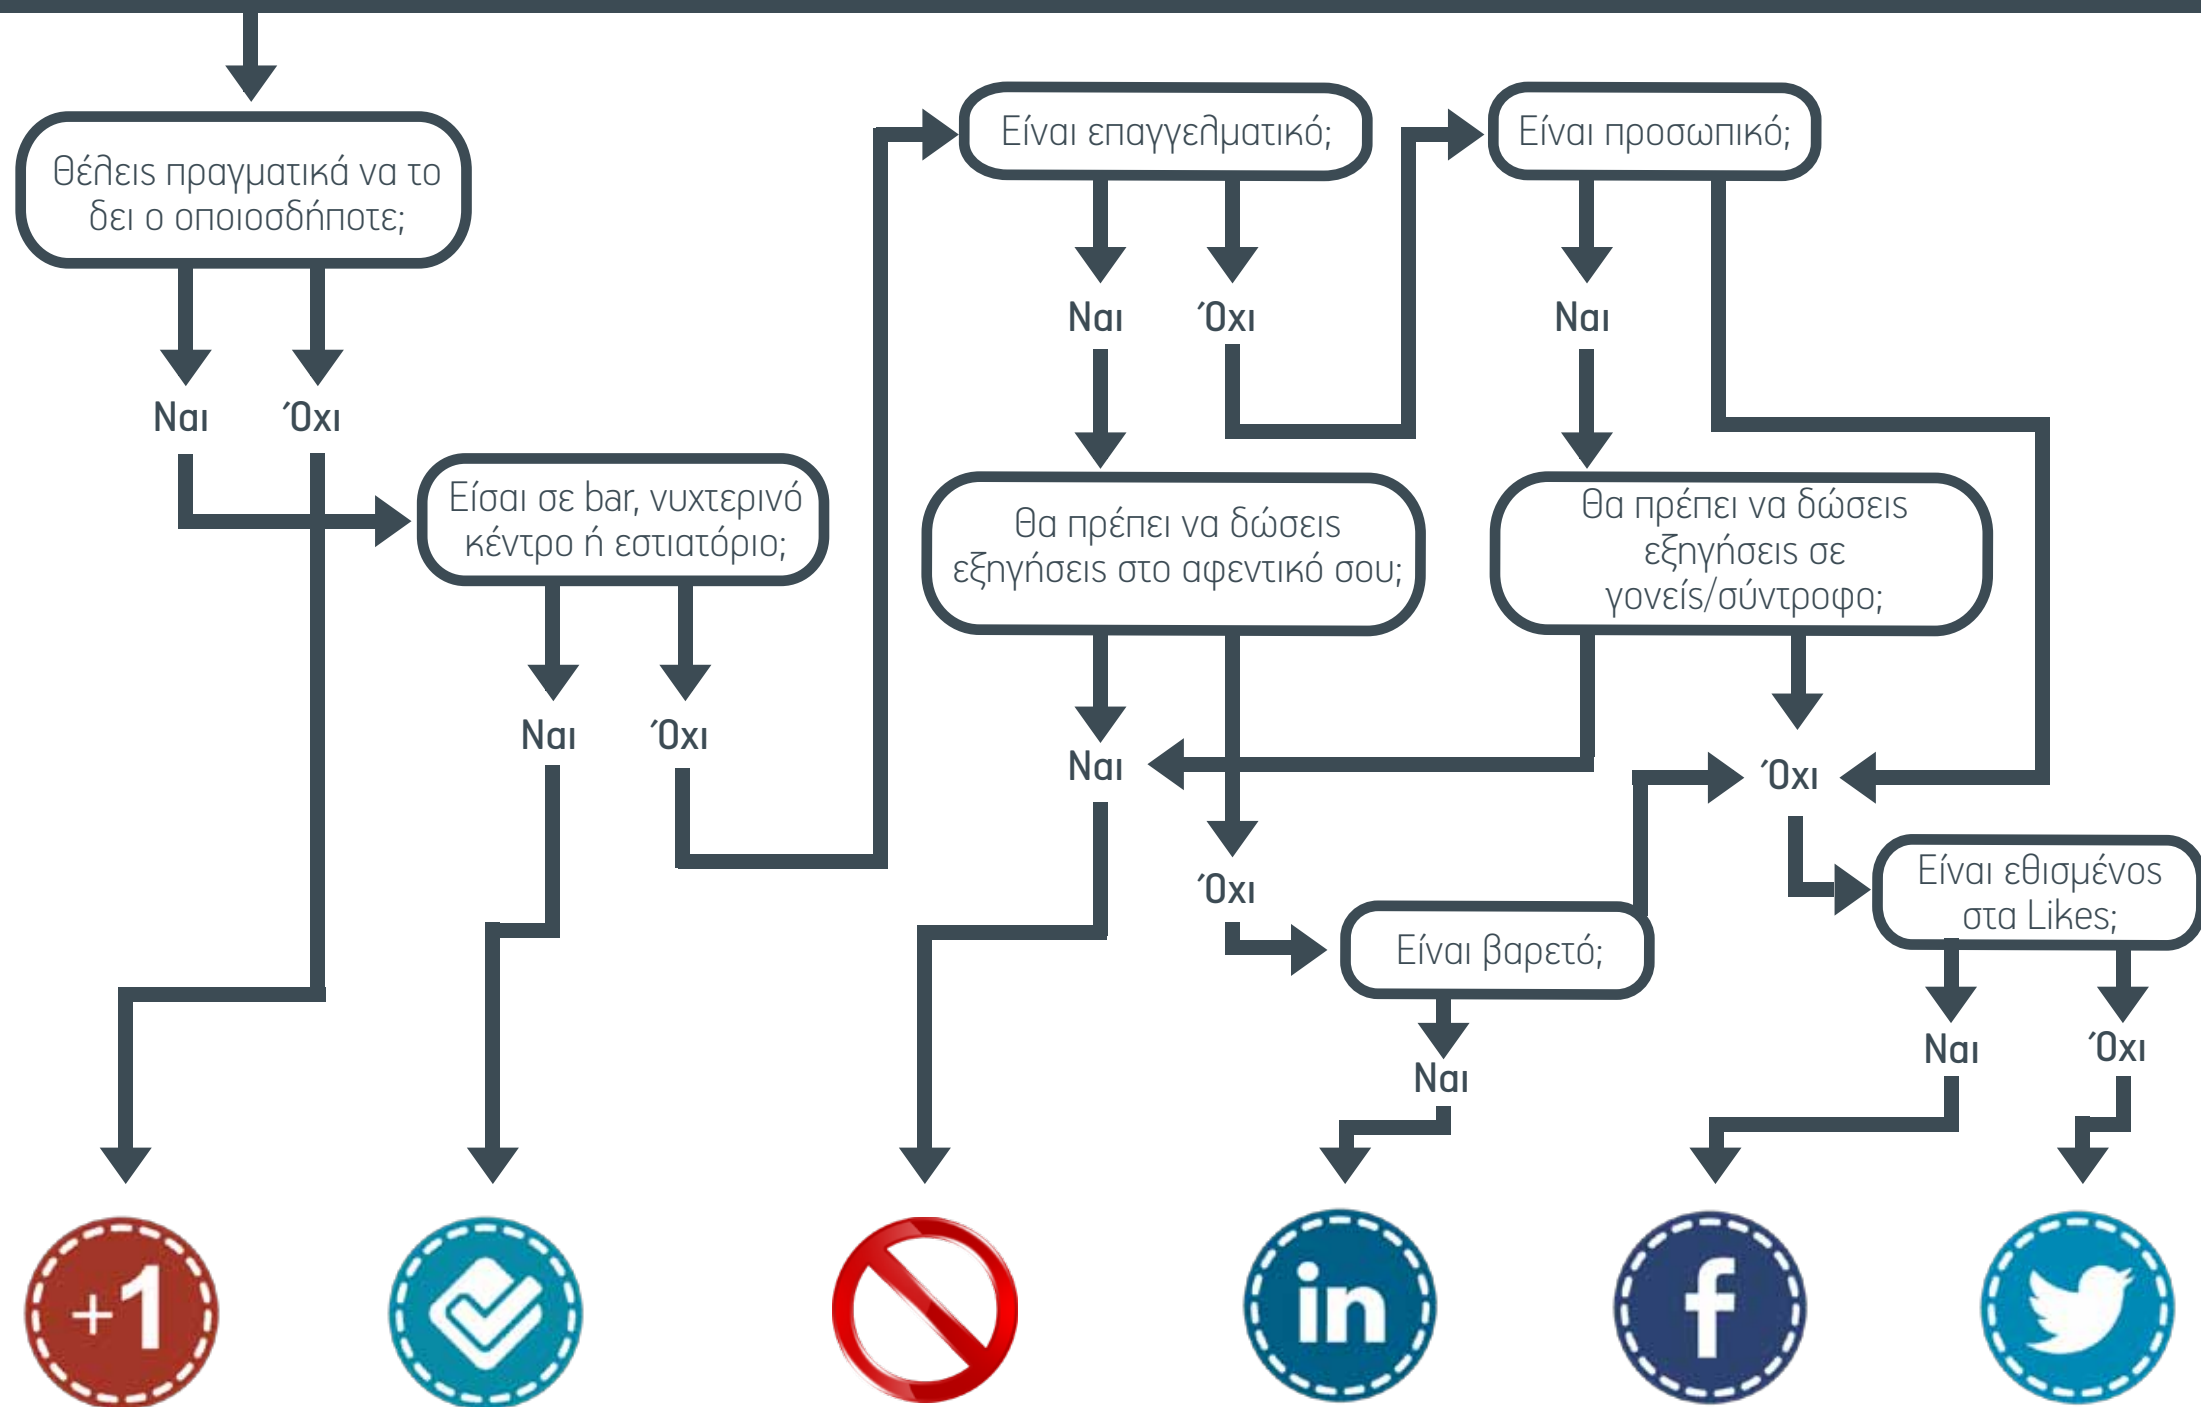 Θέλεις πραγματικά να το
δει ο οποιοσδήποτε;
Ναι
Όχι
Είσαι σε bar, νυχτερινό
κέντρο ή εστιατόριο;
Ναι
Όχι
Είναι επαγγελματικό;
Ναι
Όχι
Είναι προσωπικό;
Ναι
Θα πρέπει να δώσεις
εξηγήσεις στο αφεντικό σου;
Ναι
Όχι
Θα πρέπει να δώσεις
εξηγήσεις σε
γονείς/σύντροφο;
Όχι
Είναι βαρετό;
Ναι
Είναι εθισμένος
στα Likes;
Ναι
Όχι
+1
in
f